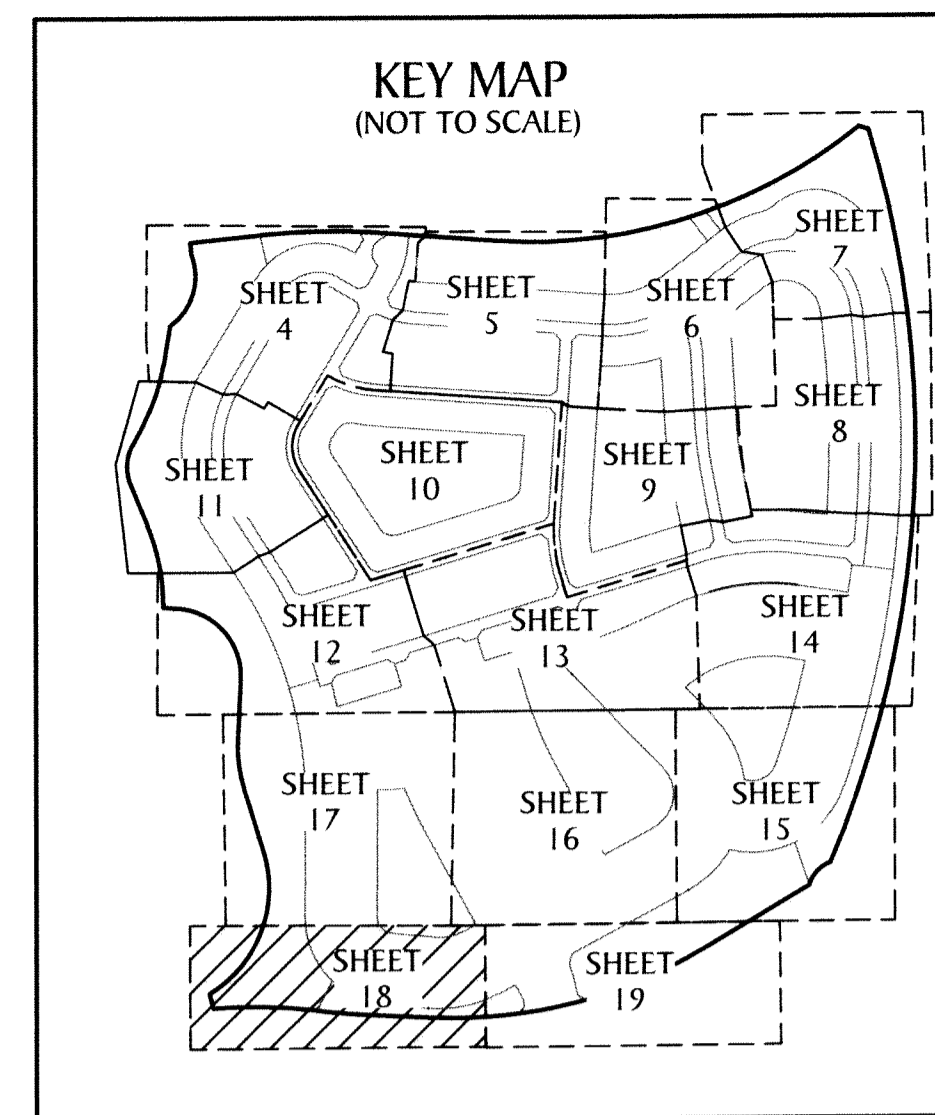 KEY MAP
(NOT TO SCALE)
SHEET
7
SHEET
4
SHEET
5
SHEET
6
SHEET
8
SHEET
11
SHEET
10
SHEET
9
SHEET
12
SHEET
13
SHEET
14
SHEET
17
SHEET
16
SHEET
15
SHEET
18
SHEET
19